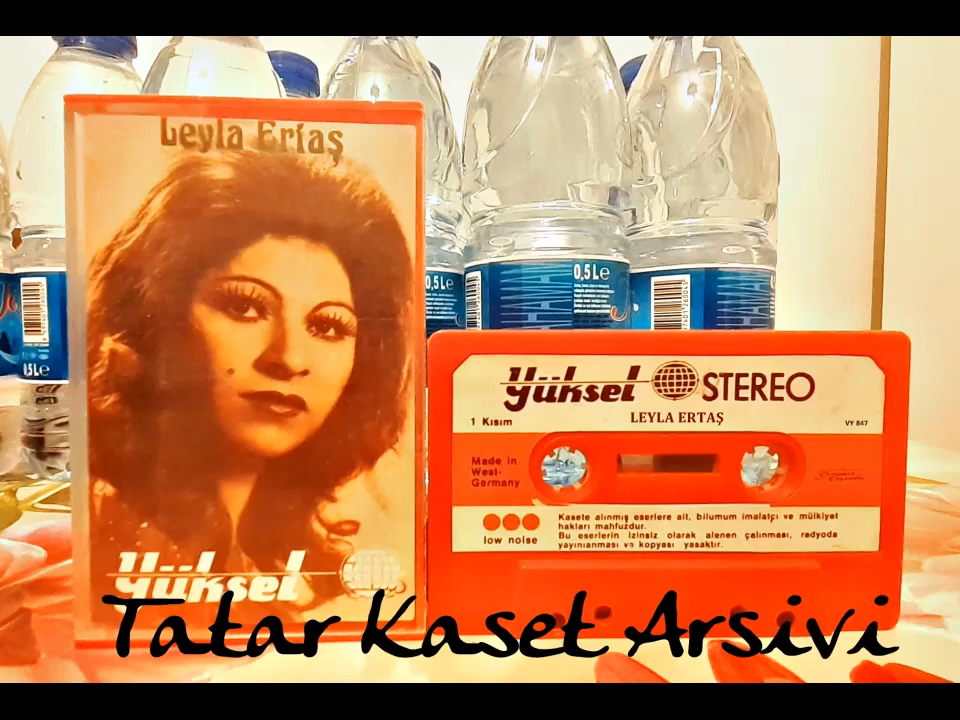 Leyla Ertaş
Yüksel
0,5 Le
0,5 Le
0,5 Le
Yüksel STEREO
LEYLA ERTAŞ
1 Kısım
VY 847
Made in
West-
Germany
low noise
Kasete alınmış eserlere ait, bilumum imalatçı ve mülkiyet
hakları mahfuzdur.
Bu eserlerin izinsiz olarak alenen çalınması, radyoda
yayınlanması ve kopyası yasaktır.
Tatar Kaset Arsivi